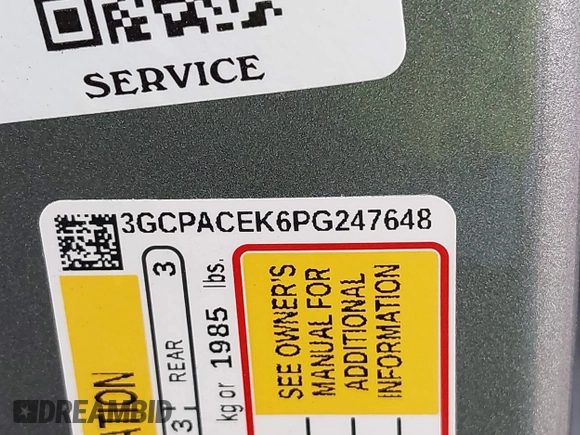 SERVICE
3GCPACEK6PG247648
3
REAR
3
kg or 1985 lbs.
SEE OWNER'S
MANUAL FOR
ADDITIONAL
INFORMATION
DREAMBID